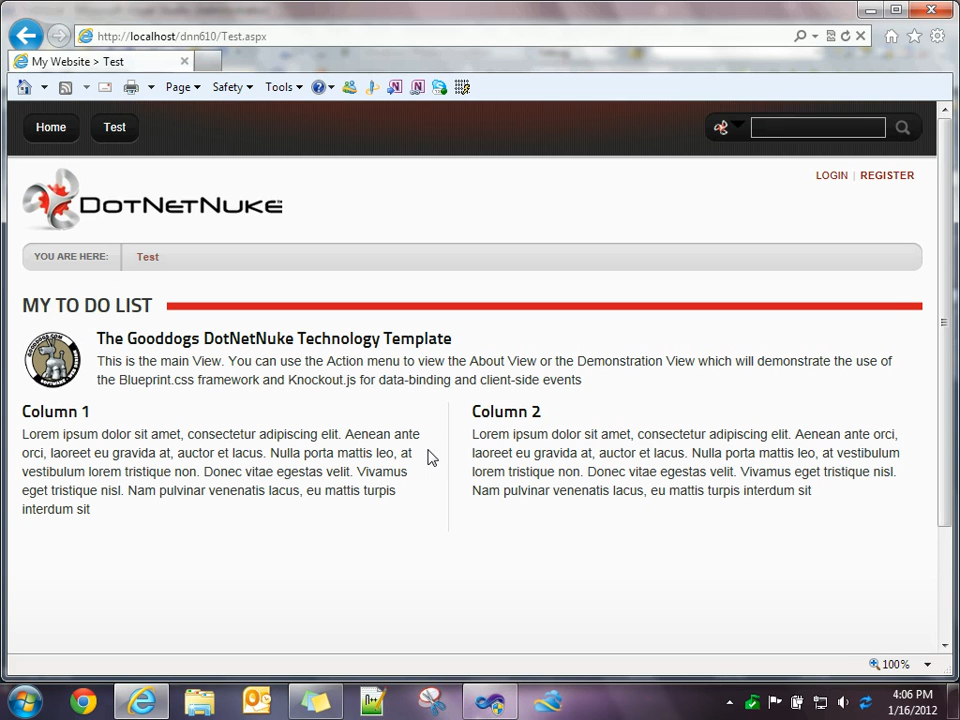 http://localhost/dnn610/Test.aspx
My Website > Test
Page Safety Tools
Home Test
LOGIN | REGISTER
DOTNETNUKE
YOU ARE HERE: Test
MY TO DO LIST
The Gooddogs DotNetNuke Technology Template
This is the main View. You can use the Action menu to view the About View or the Demonstration View which will demonstrate the use of
the Blueprint.css framework and Knockout.js for data-binding and client-side events
Column 1
Lorem ipsum dolor sit amet, consectetur adipiscing elit. Aenean ante
orci, laoreet eu gravida at, auctor et lacus. Nulla porta mattis leo, at
vestibulum lorem tristique non. Donec vitae egestas velit. Vivamus
eget tristique nisl. Nam pulvinar venenatis lacus, eu mattis turpis
interdum sit
Column 2
Lorem ipsum dolor sit amet, consectetur adipiscing elit. Aenean ante orci,
laoreet eu gravida at, auctor et lacus. Nulla porta mattis leo, at vestibulum
lorem tristique non. Donec vitae egestas velit. Vivamus eget tristique nisl.
Nam pulvinar venenatis lacus, eu mattis turpis interdum sit
100%
4:06 PM
1/16/2012